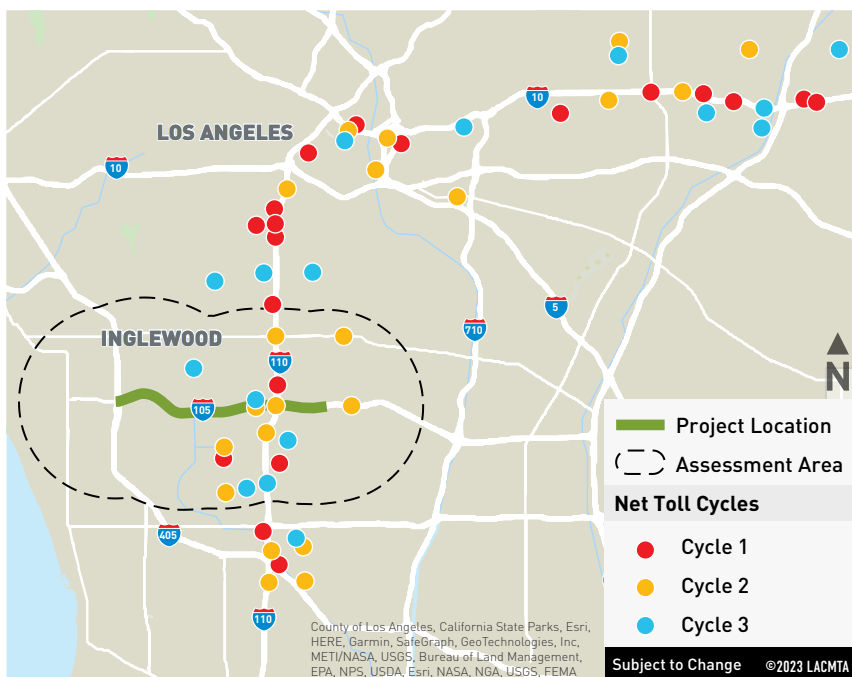 10
LOS ANGELES
10
5
710
INGLEWOOD
110
105
405
110
N
Project Location
Assessment Area
Net Toll Cycles
Cycle 1
Cycle 2
Cycle 3
County of Los Angeles, California State Parks, Esri,
HERE, Garmin, SafeGraph, GeoTechnologies, Inc,
METI/NASA, USGS, Bureau of Land Management,
EPA, NPS, USDA, Esri, NASA, NGA, USGS, FEMA
Subject to Change ©2023 LACMTA